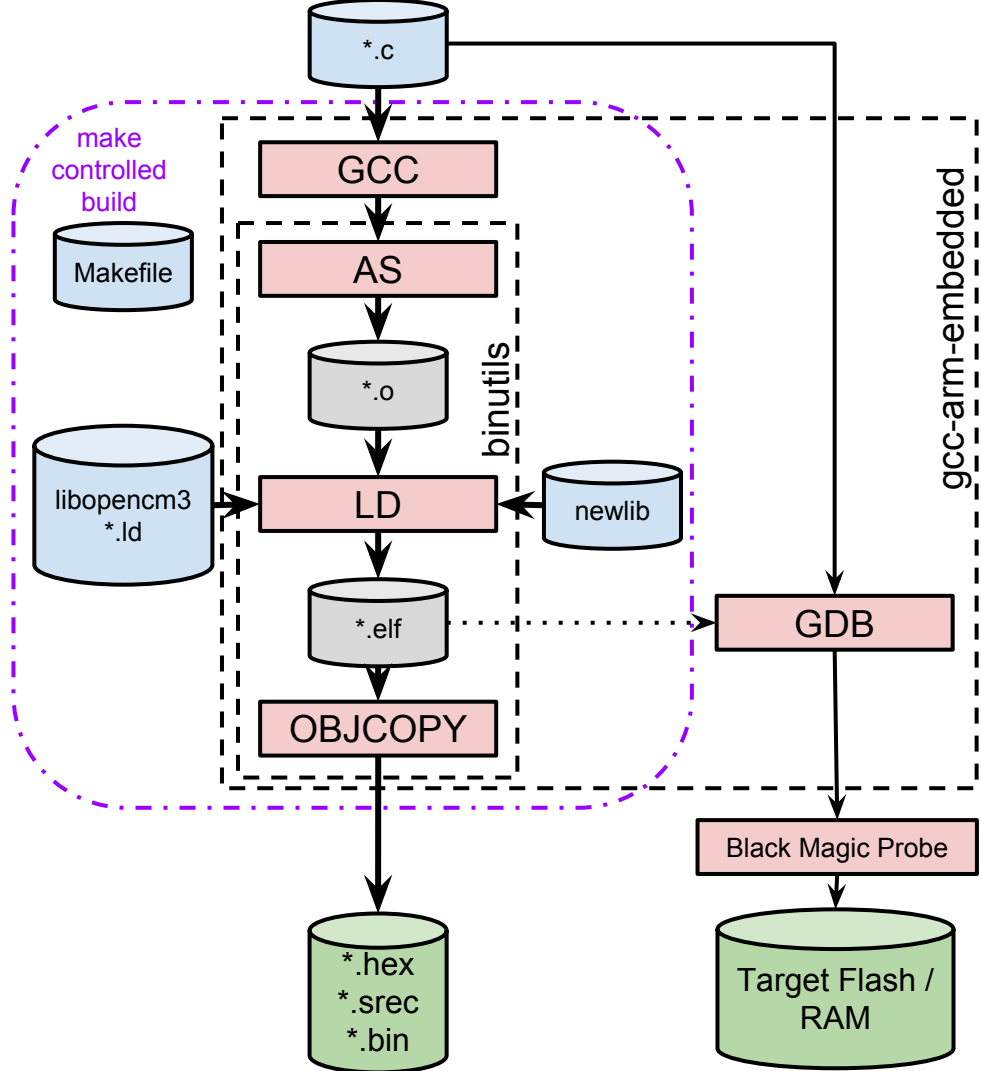 *.c
make
controlled
build
GCC
gcc-arm-embedded
Makefile
AS
binutils
*.o
libopencm3
*.ld
LD
newlib
*.elf
GDB
OBJCOPY
Black Magic Probe
*.hex
*.srec
*.bin
Target Flash /
RAM